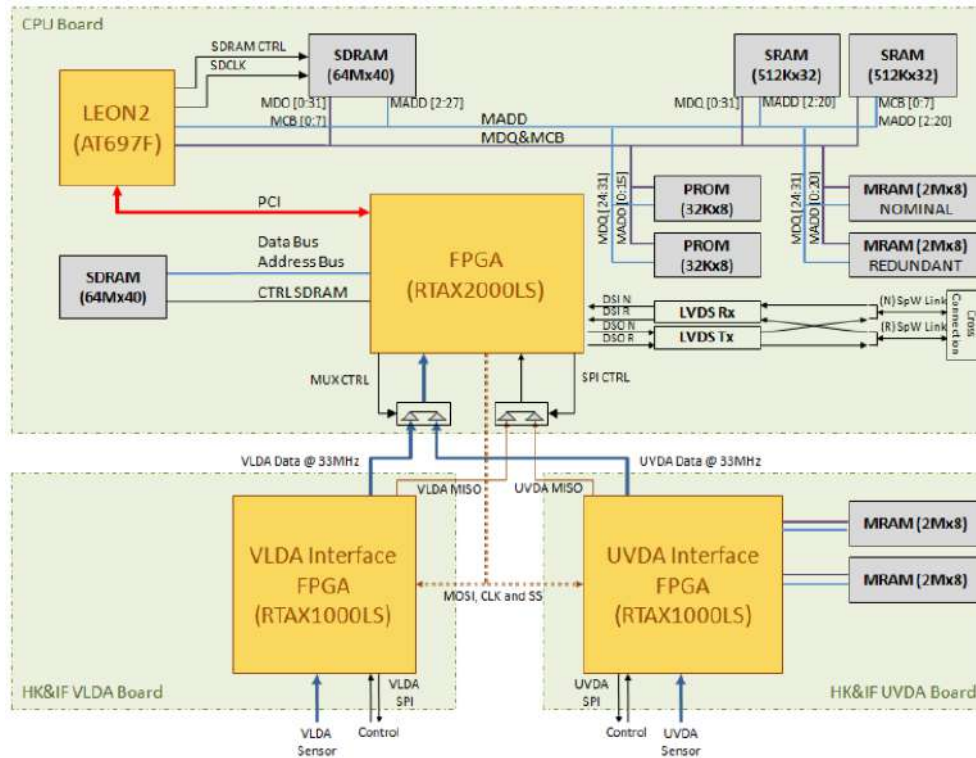 CPU Board
SDRAM CTRL
SDCLK
SDRAM
(64Mx40)
SRAM
(512Kx32)
SRAM
(512Kx32)
LEON2
(AT697F)
MDQ [0:31]
MCB [0:7]
MADD [2:27]
MADD
MDQ&MCB
MDQ [0:31]
MADD [2:20]
MCB [0:7]
MADD [2:20]
MDQ [24:31]
MADD [0:15]
PROM
(32Kx8)
PROM
(32Kx8)
MDQ [24:31]
MADD [0:20]
MRAM (2Mx8)
NOMINAL
MRAM (2Mx8)
REDUNDANT
PCI
Data Bus
Address Bus
CTRL SDRAM
SDRAM
(64Mx40)
FPGA
(RTAX2000LS)
DSI N
DSI R
DSO N
DSO R
LVDS Rx
LVDS Tx
(N) SpW Link
(R) SpW Link
Cross
Connection
MUX CTRL
SPI CTRL
VLDA Data @ 33MHz
UVDA Data @ 33MHz
VLDA MISO
UVDA MISO
VLDA Interface
FPGA
(RTAX1000LS)
MOSI, CLK and SS
UVDA Interface
FPGA
(RTAX1000LS)
MRAM (2Mx8)
MRAM (2Mx8)
HK&IF VLDA Board
VLDA
SPI
UVDA
SPI
HK&IF UVDA Board
VLDA
Sensor
Control
Control
UVDA
Sensor